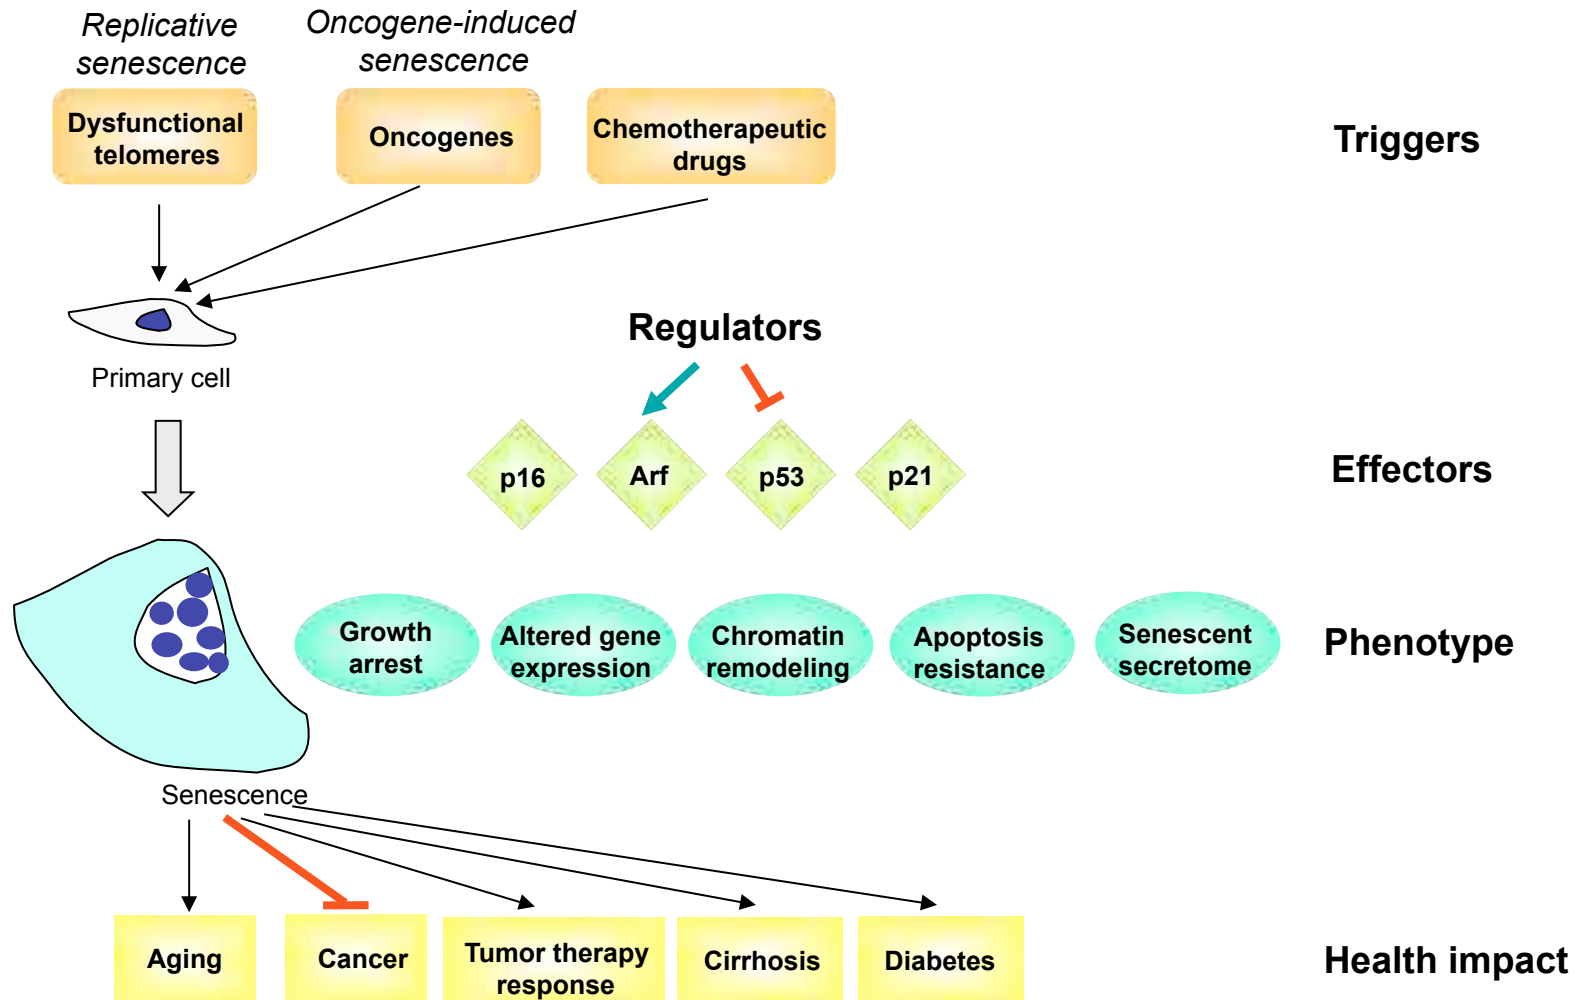 Replicative
senescence
Oncogene-induced
senescence
Dysfunctional
telomeres
Oncogenes
Chemotherapeutic
drugs
Triggers
Primary cell
Regulators
p16
Arf
p53
p21
Effectors
Growth
arrest
Altered gene
expression
Chromatin
remodeling
Apoptosis
resistance
Senescent
secretome
Phenotype
Senescence
Aging
Cancer
Tumor therapy
response
Cirrhosis
Diabetes
Health impact